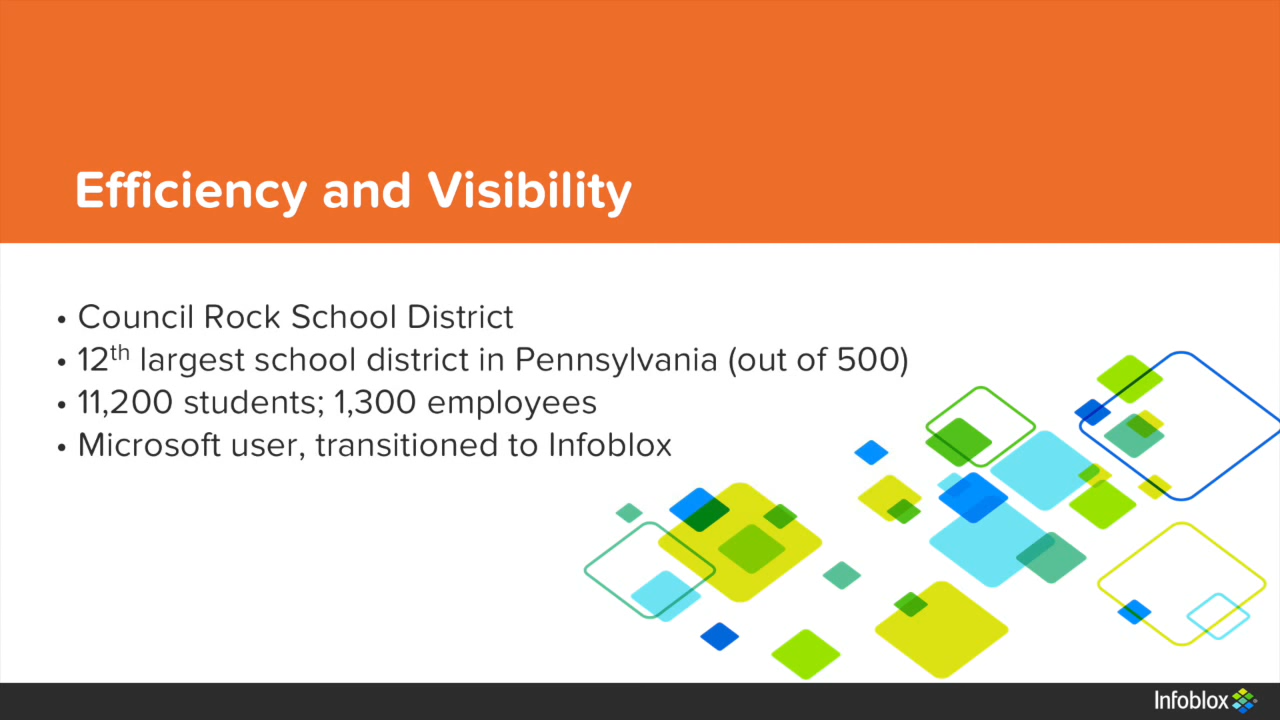 Efficiency and Visibility
• Council Rock School District
• 12th largest school district in Pennsylvania (out of 500)
• 11,200 students; 1,300 employees
• Microsoft user, transitioned to Infoblox
Infoblox